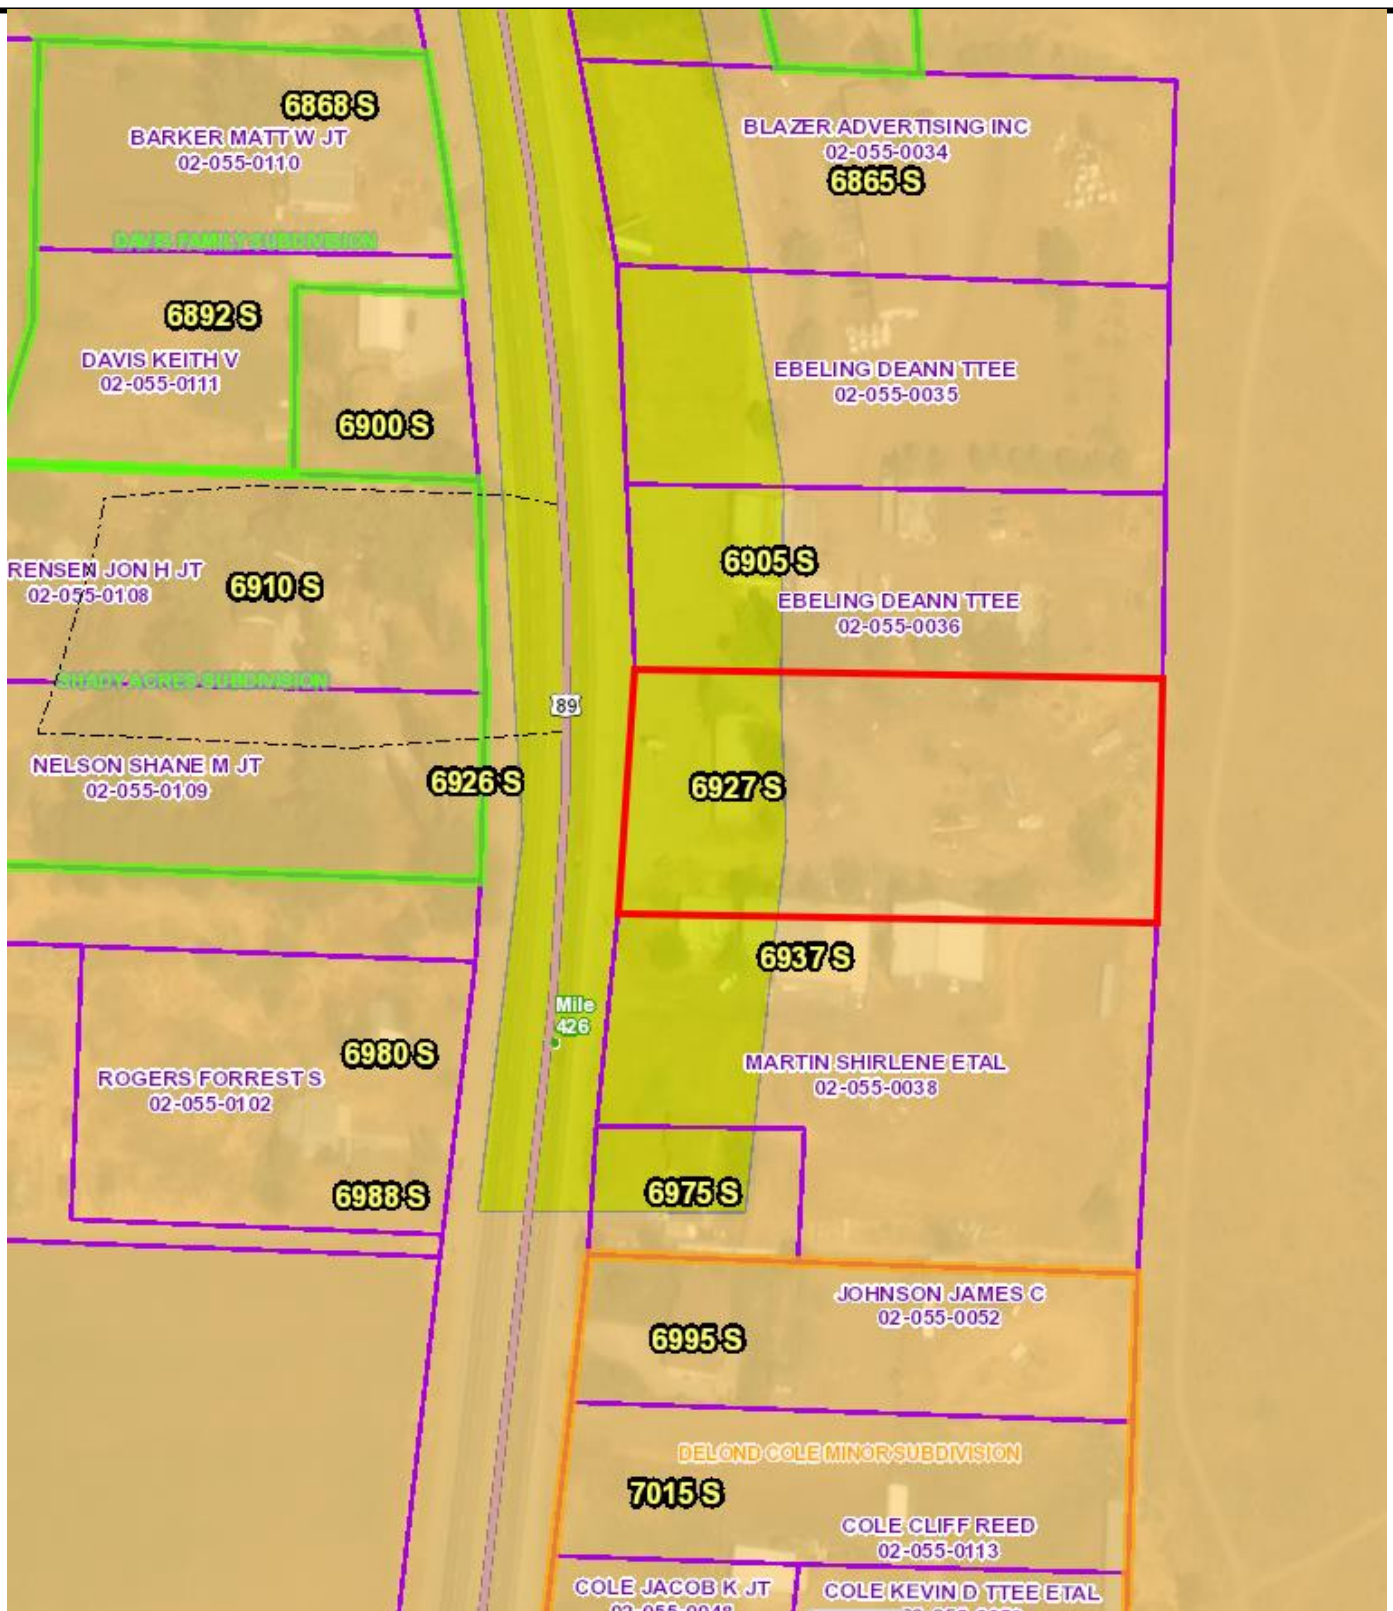 6868 S
BARKER MATT W JT
02-055-0110
BLAZER ADVERTISING INC
02-055-0034
6865 S
DAVIS FAMILY SUBDIVISION
6892 S
DAVIS KEITH V
02-055-0111
6900 S
EBELING DEANN TTEE
02-055-0035
6905 S
EBELING DEANN TTEE
02-055-0036
RENSEN JON H JT
02-055-0108
6910 S
SHADY ACRES SUBDIVISION
89
NELSON SHANE M JT
02-055-0109
6926 S
6927 S
6937 S
Mile
426
6980 S
ROGERS FORREST S
02-055-0102
MARTIN SHIRLENE ETAL
02-055-0038
6988 S
6975 S
JOHNSON JAMES C
02-055-0052
6995 S
DELOND COLE MINOR SUBDIVISION
7015 S
COLE CLIFF REED
02-055-0113
COLE JACOB K JT
COLE KEVIN D TTEE ETAL